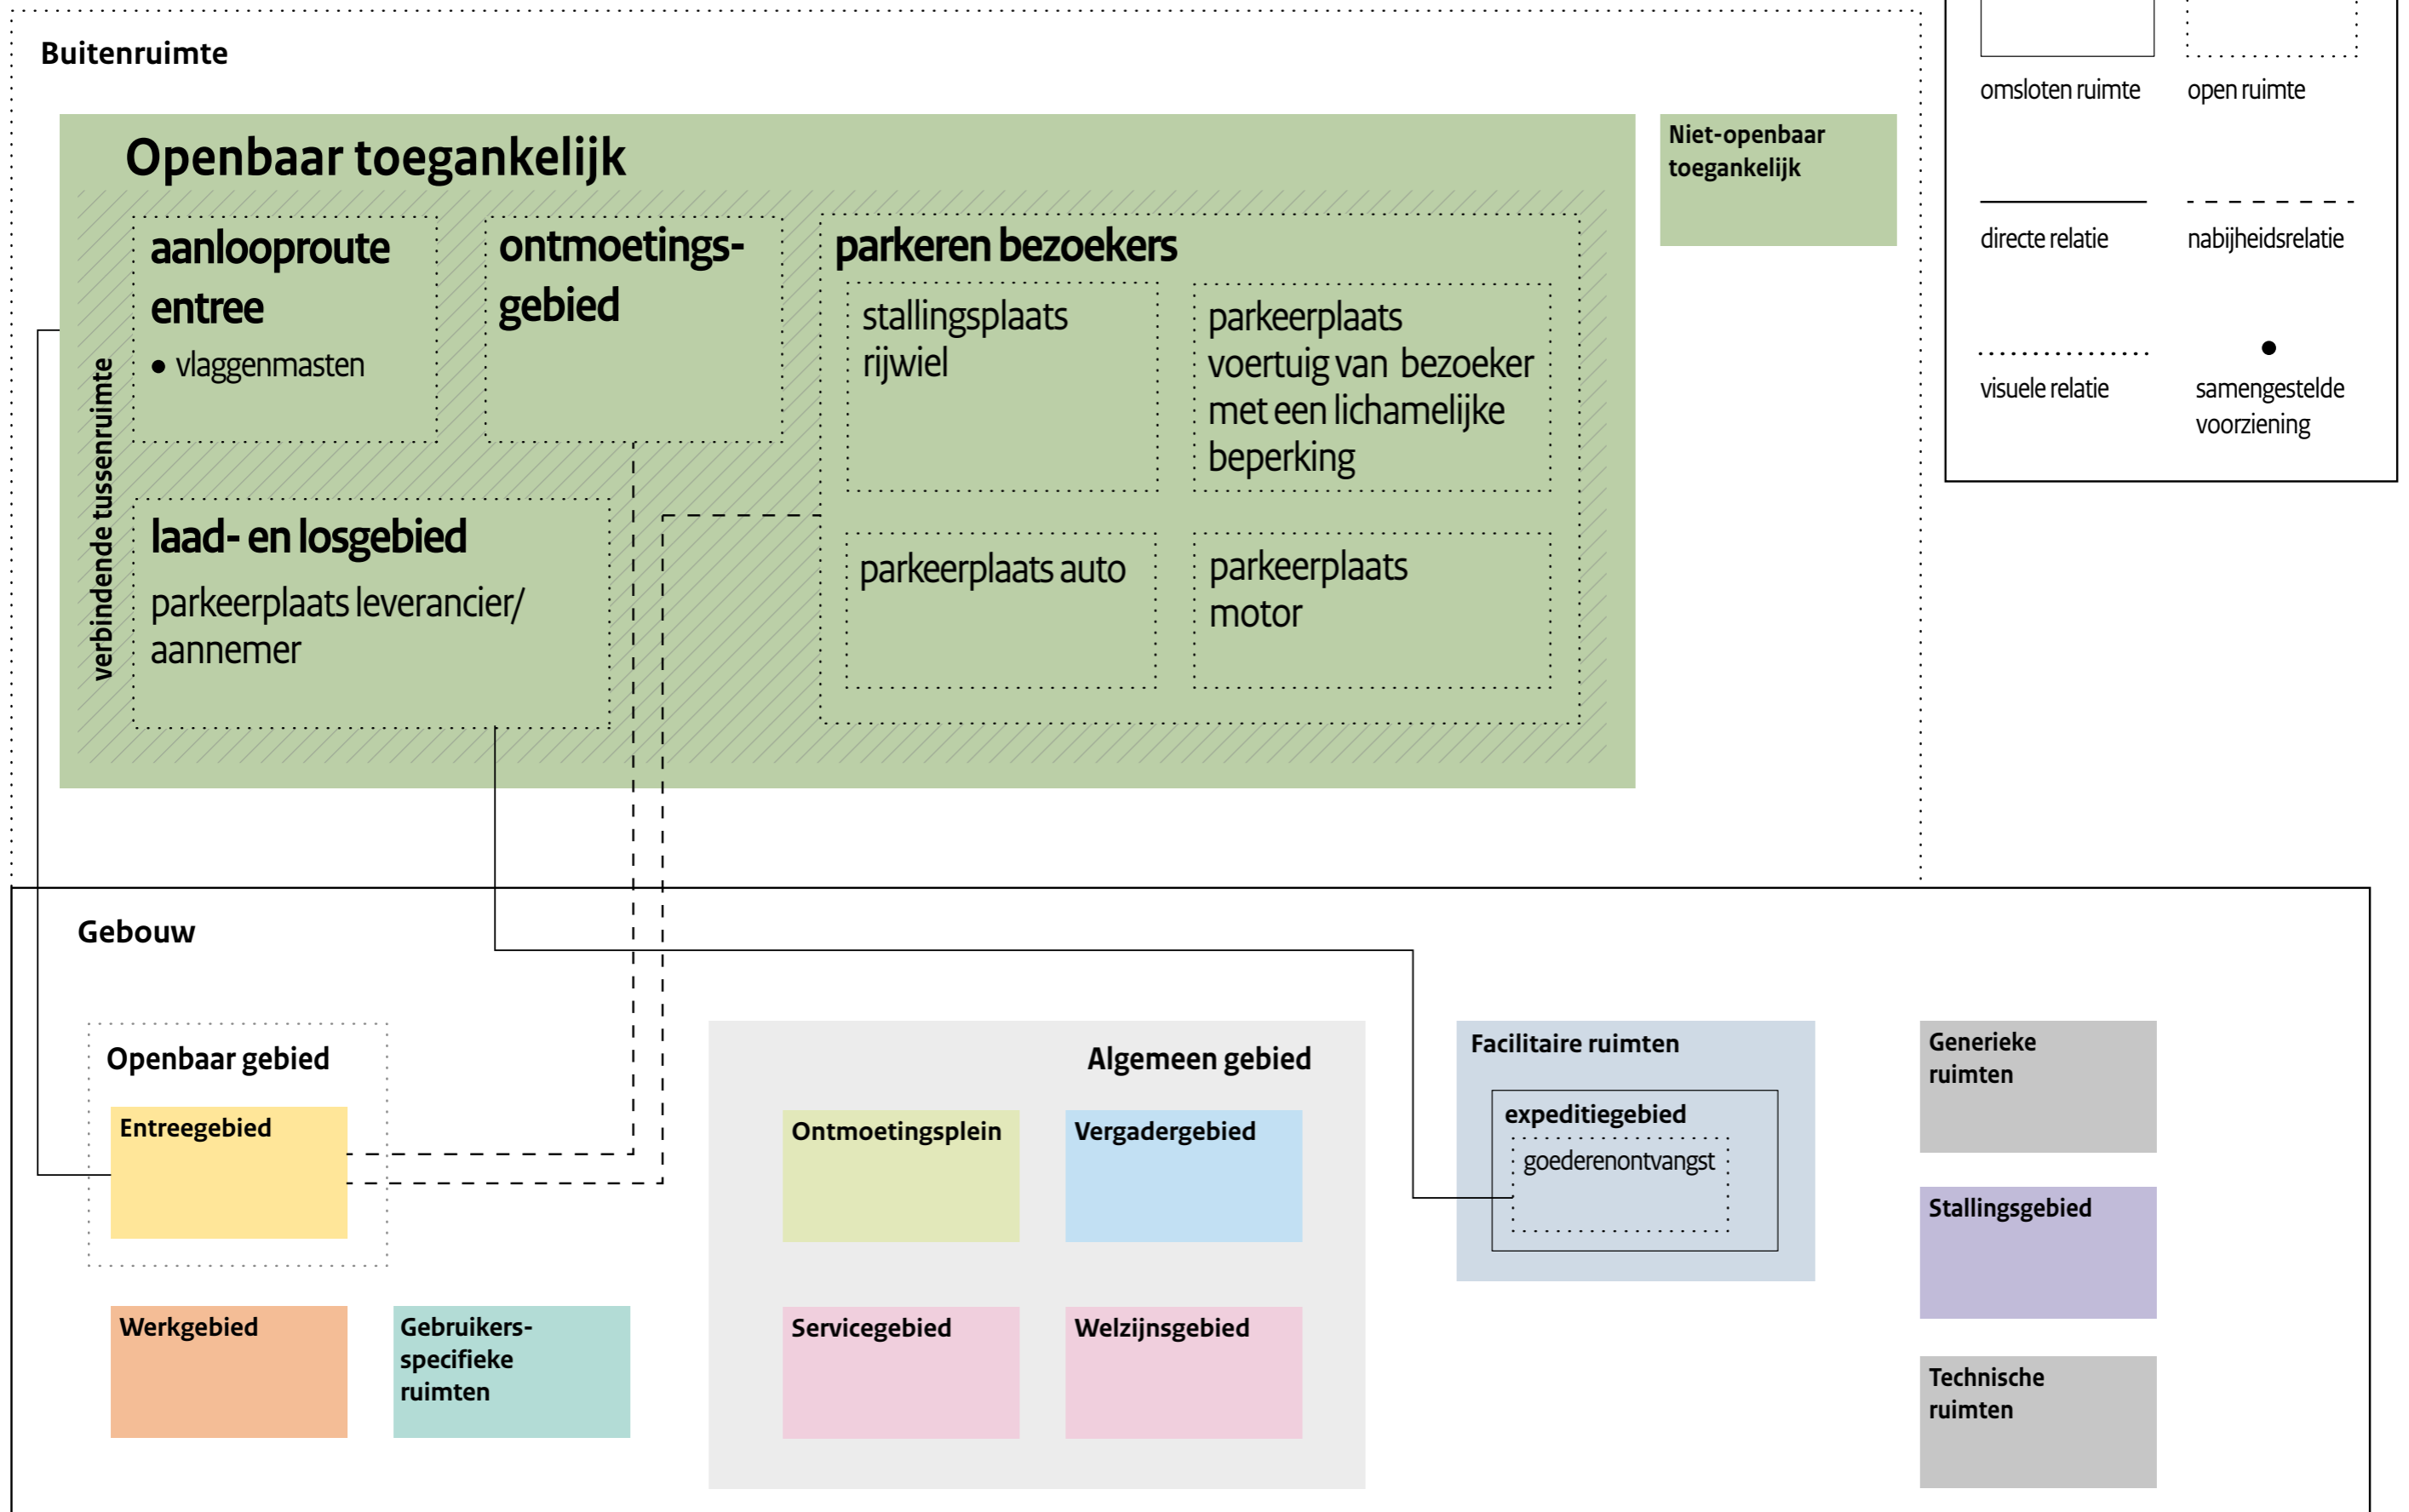 Buitenruimte
Openbaar toegankelijk
Niet-openbaar
toegankelijk
verbindende tussenruimte
aanlooproute
entree
• vlaggenmasten
ontmoetings-
gebied
parkeren bezoekers
stallingsplaats
rijwiel
parkeerplaats
voertuig van bezoeker
met een lichamelijke
beperking
laad- en losgebied
parkeerplaats leverancier/
aannemer
parkeerplaats auto
parkeerplaats
motor
omsloten ruimte
open ruimte
directe relatie
nabijheidsrelatie
visuele relatie
samengestelde
voorziening
Gebouw
Openbaar gebied
Entreegebied
Werkgebied
Gebruikers-
specifieke
ruimten
Algemeen gebied
Ontmoetingsplein
Vergadergebied
Servicegebied
Welzijnsgebied
Facilitaire ruimten
expeditiegebied
goederenontvangst
Generieke
ruimten
Stallingsgebied
Technische
ruimten